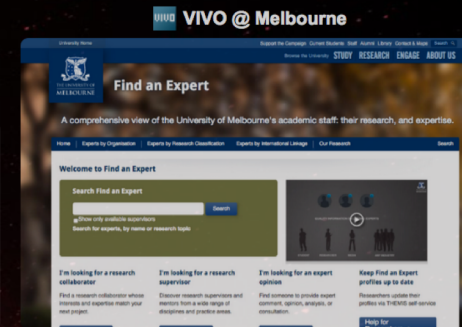 VIVO VIVO @ Melbourne
University Home Support the Campaign Current Students Staff Alumni Library Contact & Maps Search
Browse the University STUDY RESEARCH ENGAGE ABOUT US
THE UNIVERSITY OF
MELBOURNE
Find an Expert
A comprehensive view of the University of Melbourne's academic staff: their research, and expertise.
Home Experts by Organisation Experts by Research Classification Experts by International Linkage Our Research Search
Welcome to Find an Expert
Search Find an Expert
Search
Show only available supervisors
Search for experts, by name or research topic
I'm looking for a research collaborator
Find a research collaborator whose interests and expertise match your next project.
I'm looking for a research supervisor
Discover research supervisors and mentors from a wide range of disciplines and practice areas.
I'm looking for an expert opinion
Find someone to provide expert comment, opinion, analysis, or consultation.
Keep Find an Expert profiles up to date
Researchers update their profiles via THEMIS self-service
Help for